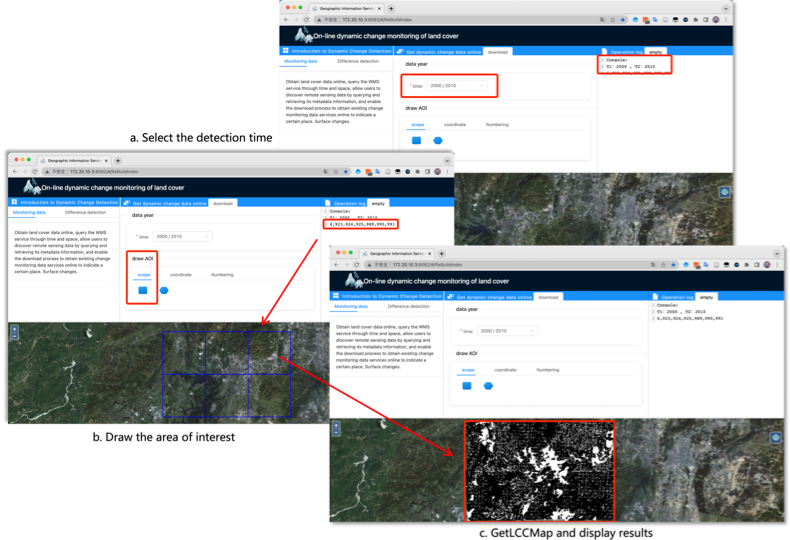 Geographic Information Servic
不安全 | 172.20.10.3:8082/#/ReBuildIndex
On-line dynamic change monitoring of land cover
Introduction to Dynamic Change Detection
Get dynamic change data online
download
Operation log
empty
Monitoring data
Difference detection
data year
Console:
T1: 2000 , T2: 2010
Obtain land cover data online, query the WMS
service through time and space, allow users to
discover remote sensing data by querying and
retrieving its metadata information, and enable
the download process to obtain existing change
monitoring data services online to indicate a
certain place. Surface changes.
* time:
2000 / 2010
draw AOI
scope
coordinate
Numbering
a. Select the detection time
Geographic Information Servic
不安全 | 172.20.10.3:8082/#/ReBuildIndex
On-line dynamic change monitoring of land cover
Introduction to Dynamic Change Detection
Get dynamic change data online
download
Operation log
empty
Monitoring data
Difference detection
data year
Console:
T1: 2000 , T2: 2010
6,923,924,925,989,990,991
Obtain land cover data online, query the WMS
service through time and space, allow users to
discover remote sensing data by querying and
retrieving its metadata information, and enable
the download process to obtain existing change
monitoring data services online to indicate a
certain place. Surface changes.
* time:
2000 / 2010
draw AOI
scope
coordinate
Numbering
b. Draw the area of interest
Geographic Information Servic
不安全 | 172.20.10.3:8082/#/ReBuildIndex
On-line dynamic change monitoring of land cover
Introduction to Dynamic Change Detection
Get dynamic change data online
download
Operation log
empty
Monitoring data
Difference detection
data year
Console:
T1: 2000 , T2: 2010
6,923,924,925,989,990,991
Obtain land cover data online, query the WMS
service through time and space, allow users to
discover remote sensing data by querying and
retrieving its metadata information, and enable
the download process to obtain existing change
monitoring data services online to indicate a
certain place. Surface changes.
* time:
2000 / 2010
draw AOI
scope
coordinate
Numbering
c. GetLCCMap and display results